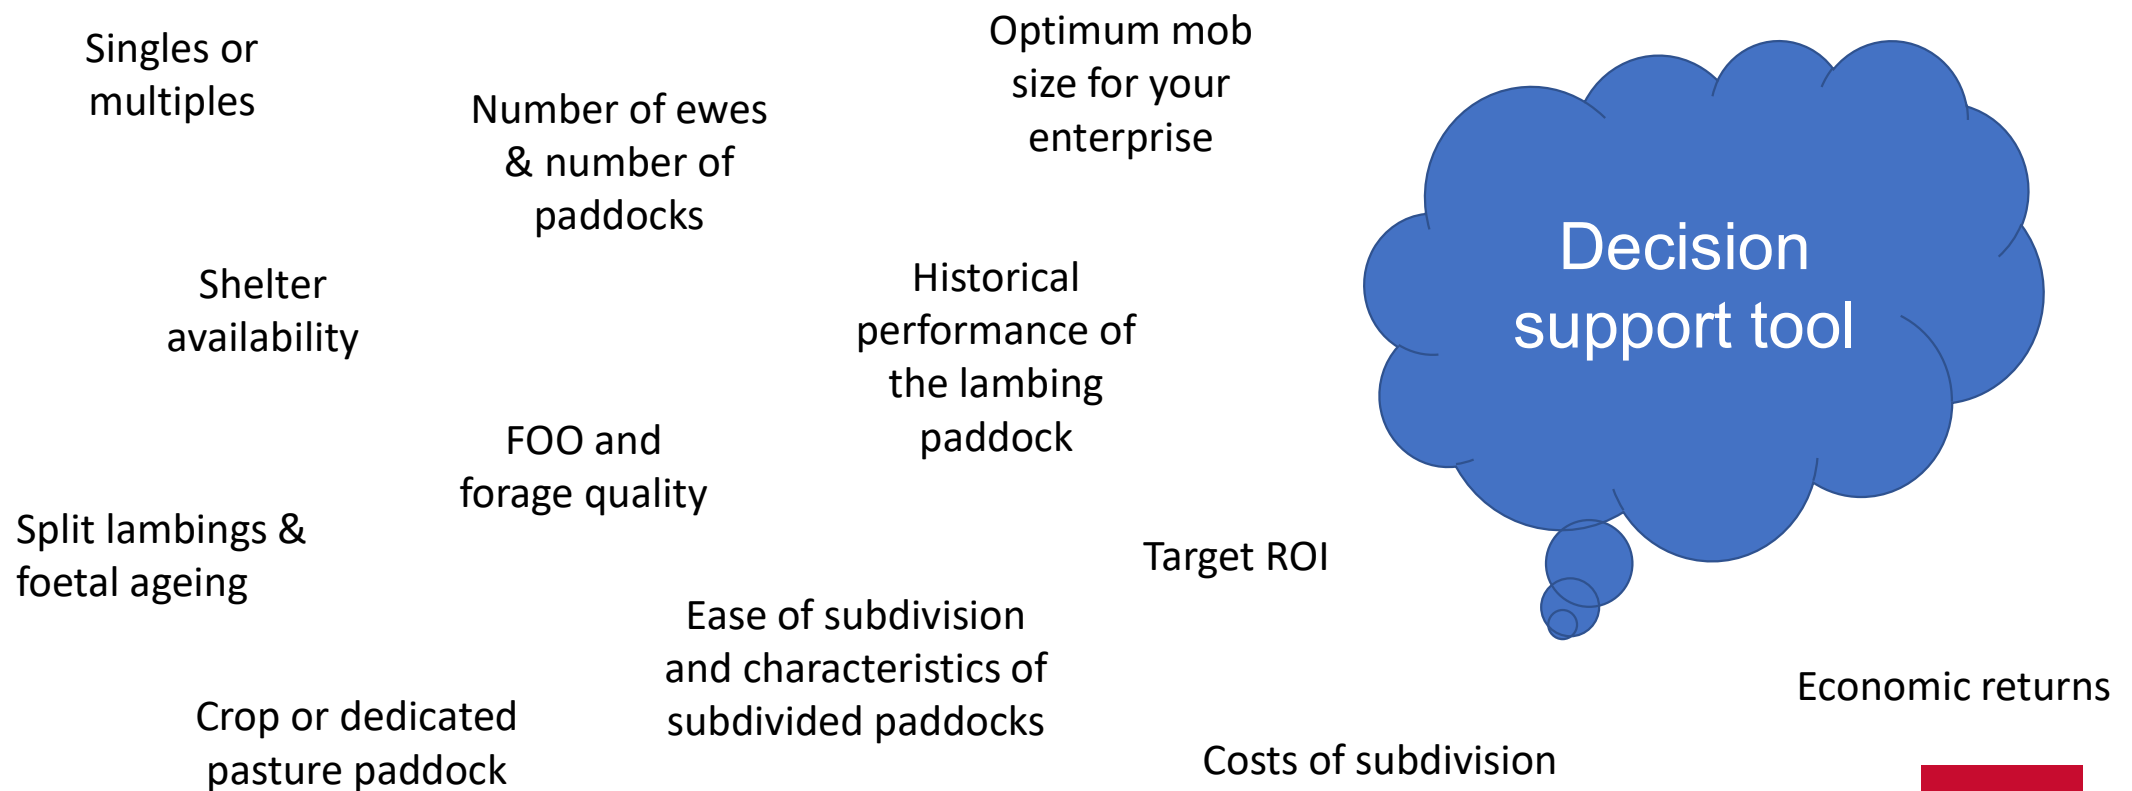 Singles or
multiples
Number of ewes
& number of
paddocks
Optimum mob
size for your
enterprise
Decision
support tool
Shelter
availability
Historical
performance of
the lambing
paddock
FOO and
forage quality
Split lambings &
foetal ageing
Target ROI
Ease of subdivision
and characteristics of
subdivided paddocks
Economic returns
Crop or dedicated
pasture paddock
Costs of subdivision